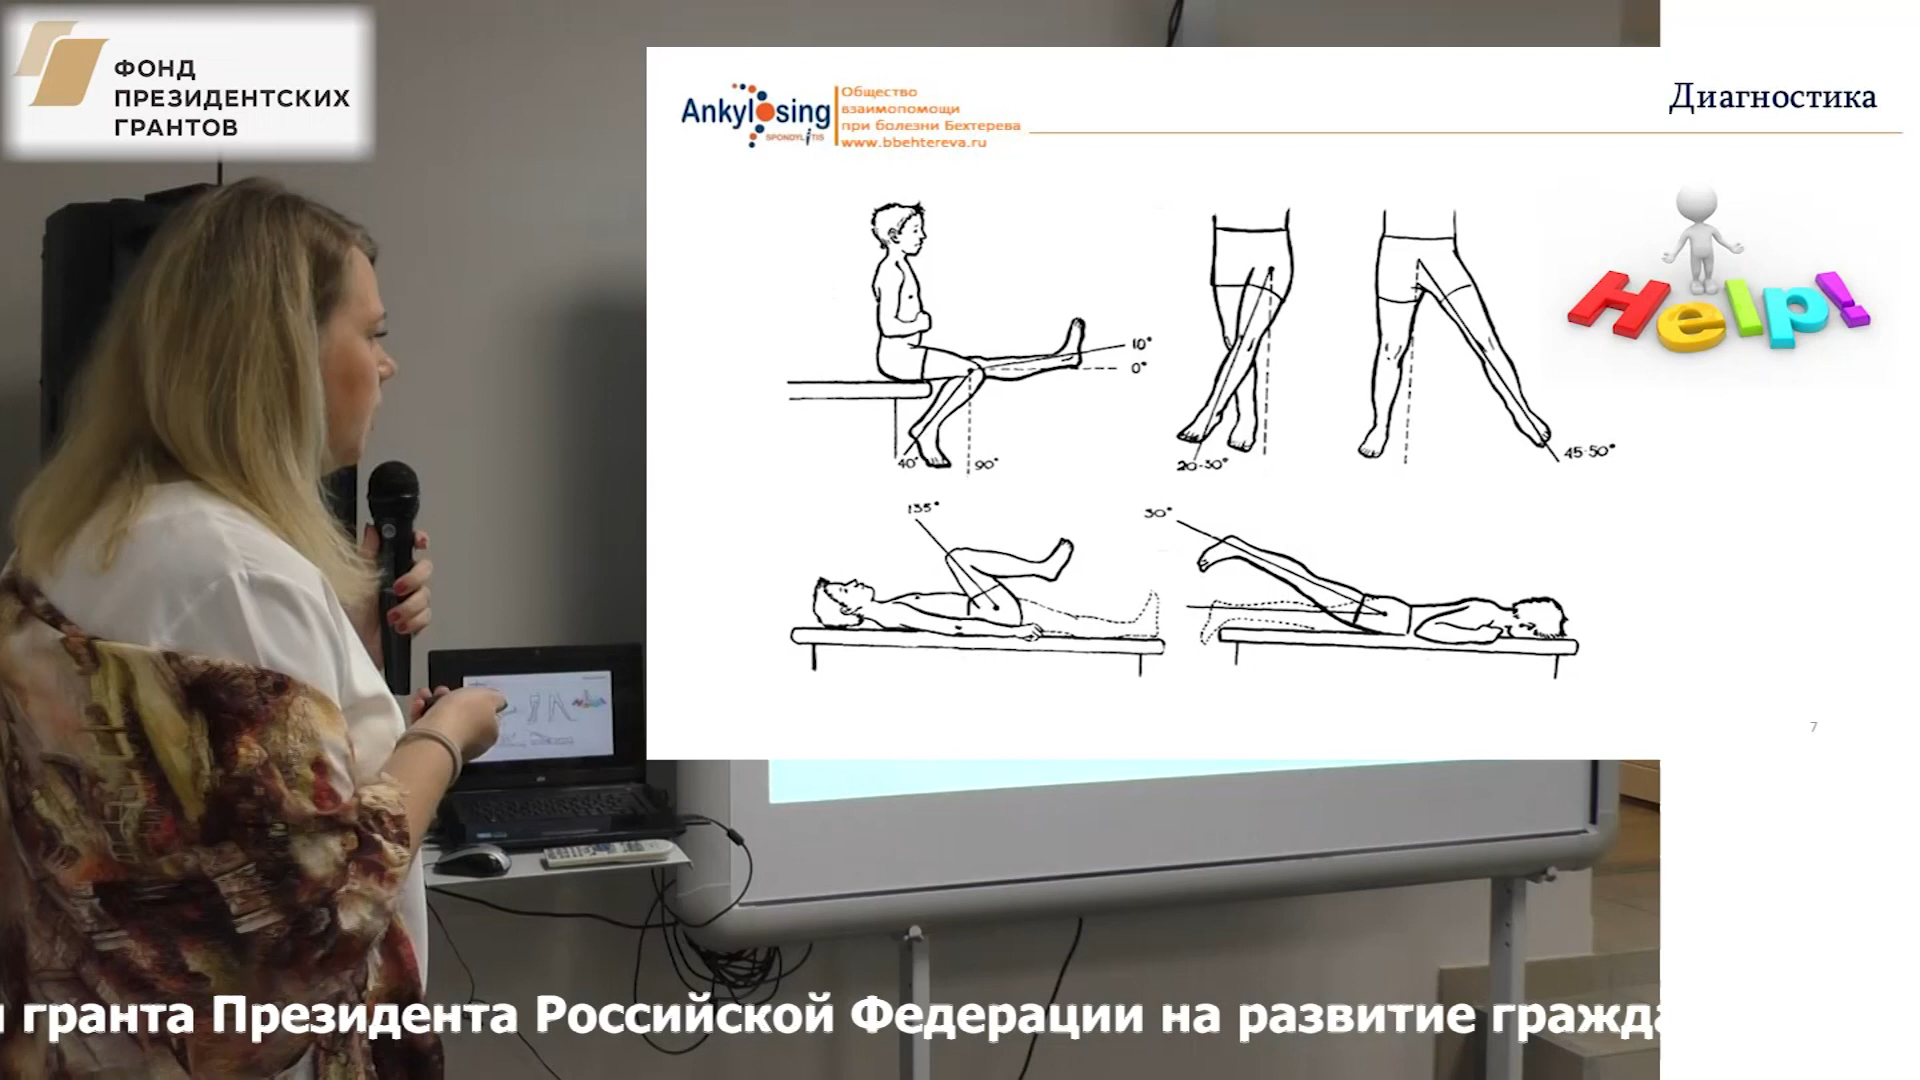 ФОНД
ПРЕЗИДЕНТСКИХ
ГРАНТОВ
Ankylosing
SPONDYLITIS
Общество
взаимопомощи
при болезни Бехтерева
www.bbehtereva.ru
Диагностика
Help!
10°
0°
40°
90°
20-30°
45-50°
135°
30°
7
гранта Президента Российской Федерации на развитие гражда